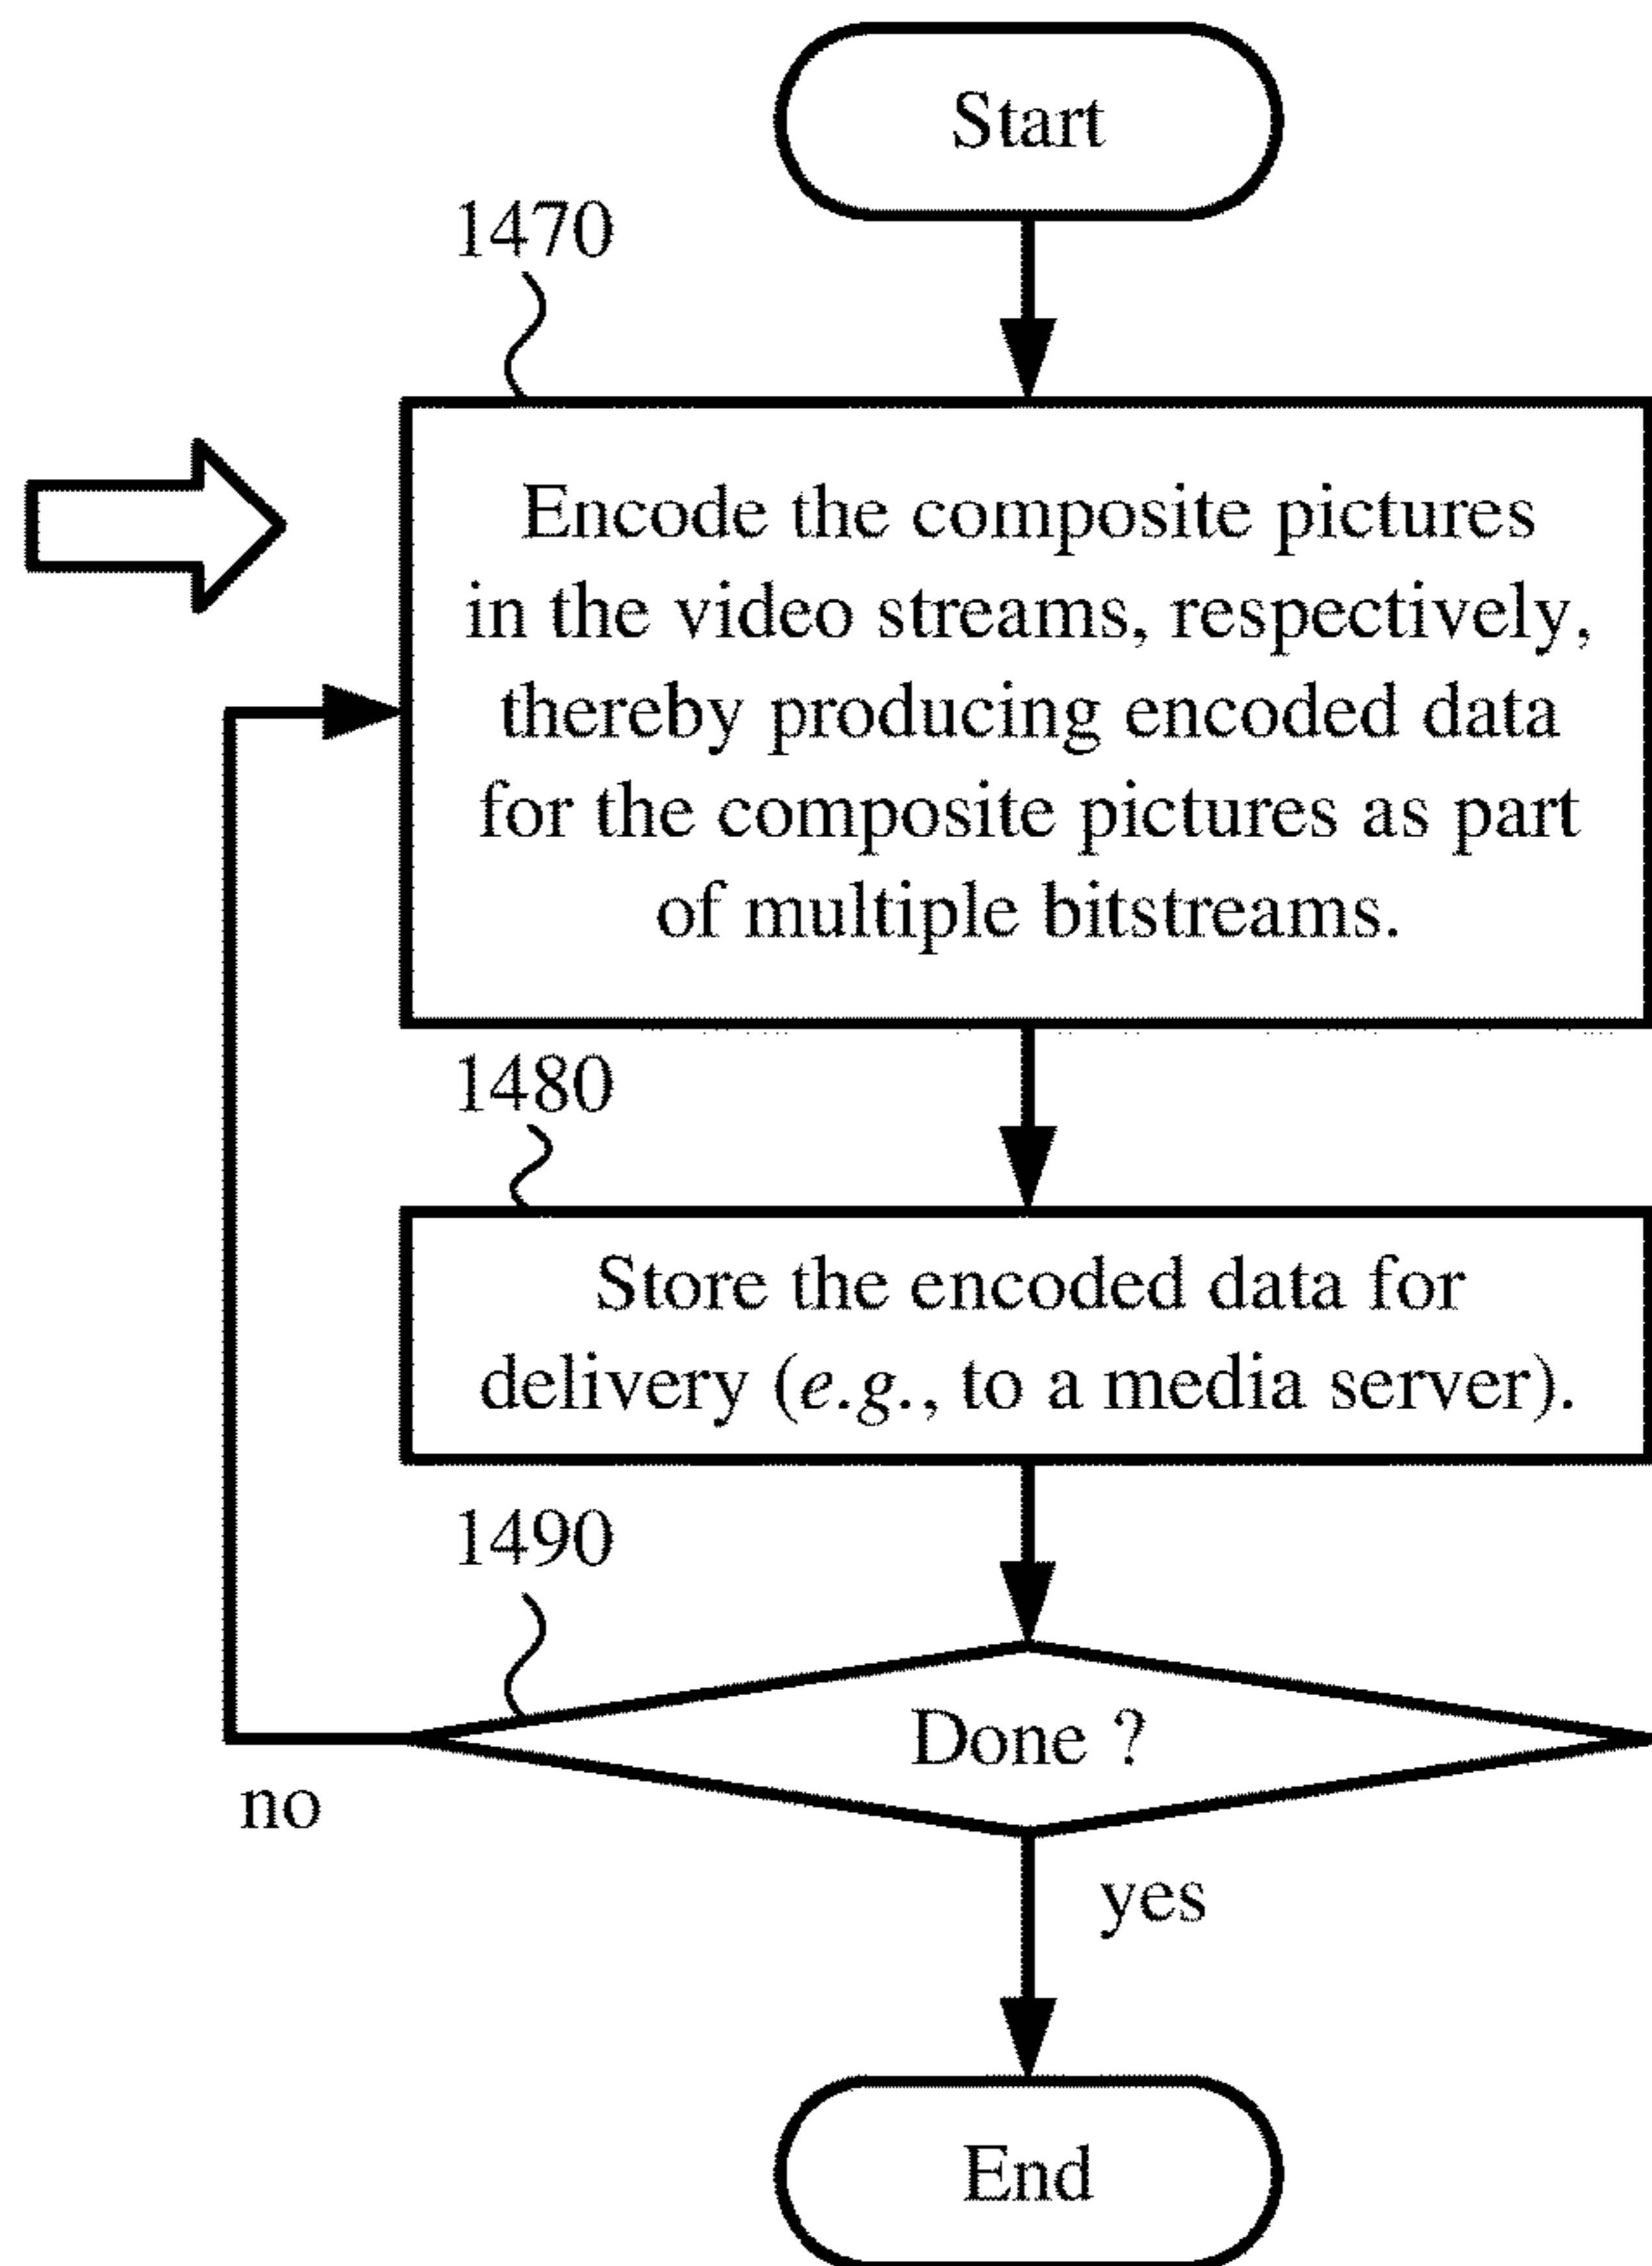 Start
1470
Encode the composite pictures
in the video streams, respectively,
thereby producing encoded data
for the composite pictures as part
of multiple bitstreams.
1480
Store the encoded data for
delivery (e.g., to a media server).
1490
Done ?
no
yes
End